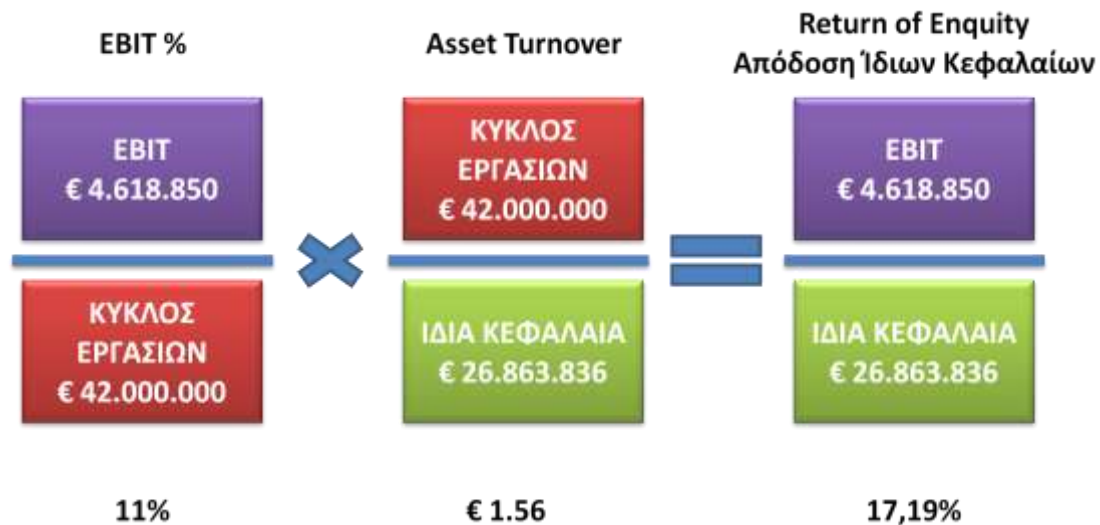 EBIT %
Asset Turnover
Return of Enquity
Απόδοση Ίδιων Κεφαλαίων
EBIT
€ 4.618.850
ΚΥΚΛΟΣ
ΕΡΓΑΣΙΩΝ
€ 42.000.000
ΚΥΚΛΟΣ
ΕΡΓΑΣΙΩΝ
€ 42.000.000
ΙΔΙΑ ΚΕΦΑΛΑΙΑ
€ 26.863.836
EBIT
€ 4.618.850
ΙΔΙΑ ΚΕΦΑΛΑΙΑ
€ 26.863.836
11%
€ 1.56
17,19%